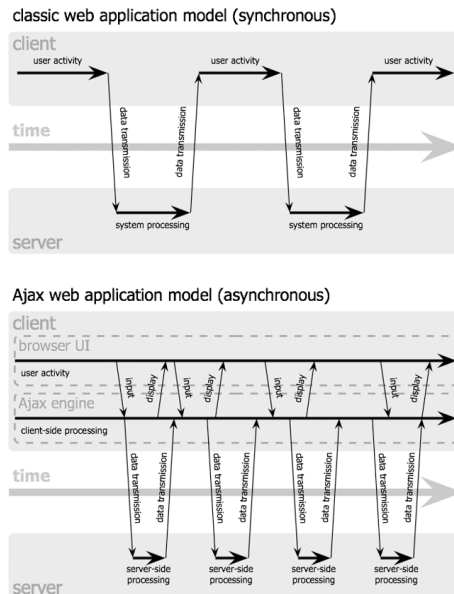 classic web application model (synchronous)
client
user activity
user activity
user activity
data transmission
data transmission
data transmission
data transmission
time
system processing
system processing
server
Ajax web application model (asynchronous)
client
browser UI
user activity
input
display
input
display
input
display
input
display
Ajax engine
client-side processing
data transmission
data transmission
data transmission
data transmission
data transmission
data transmission
data transmission
data transmission
time
server-side
processing
server-side
processing
server-side
processing
server-side
processing
server